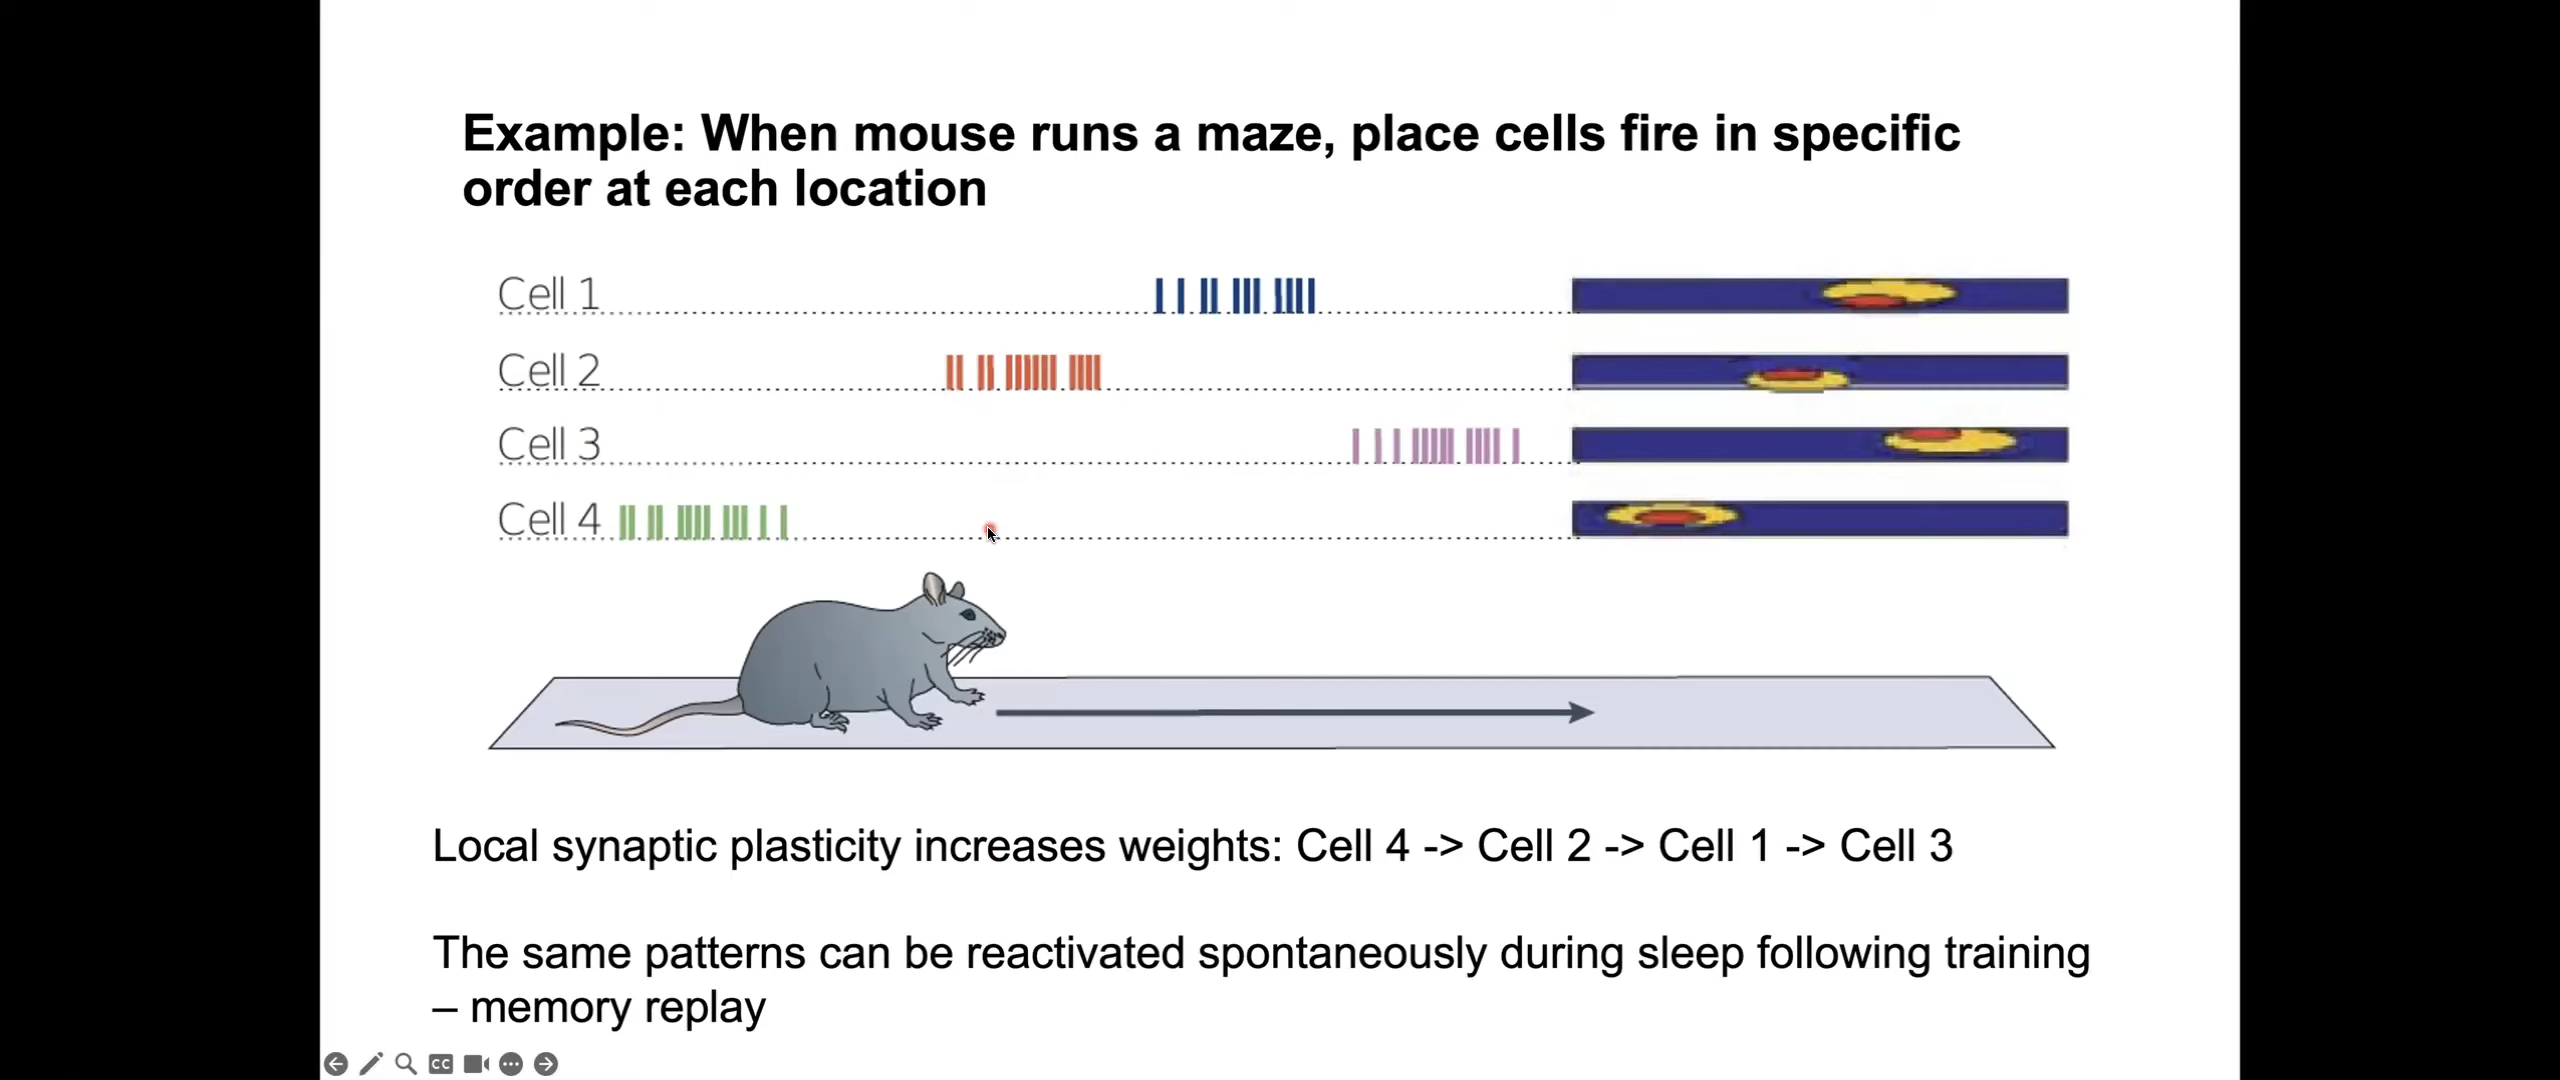 Example: When mouse runs a maze, place cells fire in specific
order at each location
Cell 1
Cell 2
Cell 3
Cell 4
Local synaptic plasticity increases weights: Cell 4 -> Cell 2 -> Cell 1 -> Cell 3
The same patterns can be reactivated spontaneously during sleep following training
– memory replay
CC